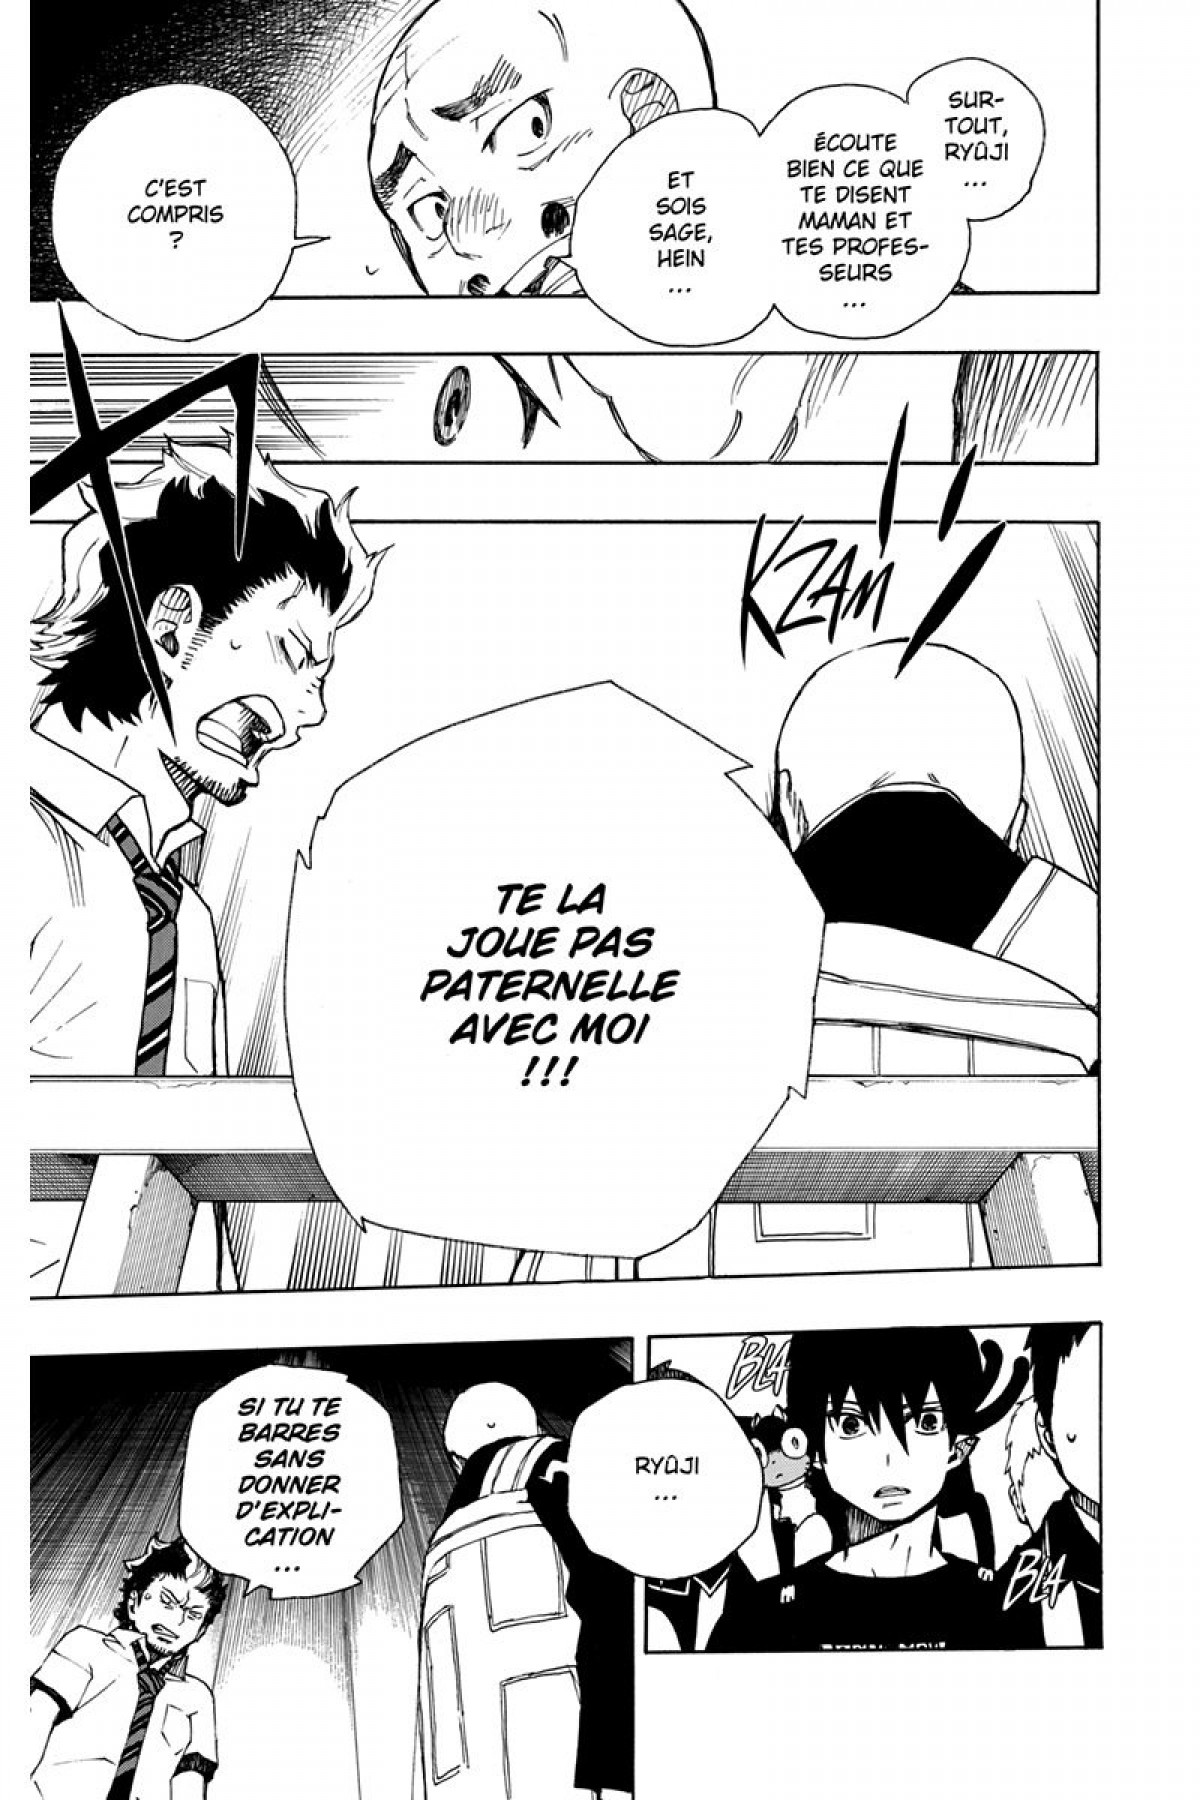 SUR-
TOUT,
RYÛJI
...
ÉCOUTE
BIEN CE QUE
TE DISENT
MAMAN ET
TES PROFES-
SEURS
...
ET
SOIS
SAGE,
HEIN
...
C'EST
COMPRIS
?
KZAM
TE LA
JOUE PAS
PATERNELLE
AVEC MOI
!!!
BLA
BLA
RYÛJI
...
SI TU TE
BARRES
SANS
DONNER
D'EXPLI-
CATION
...